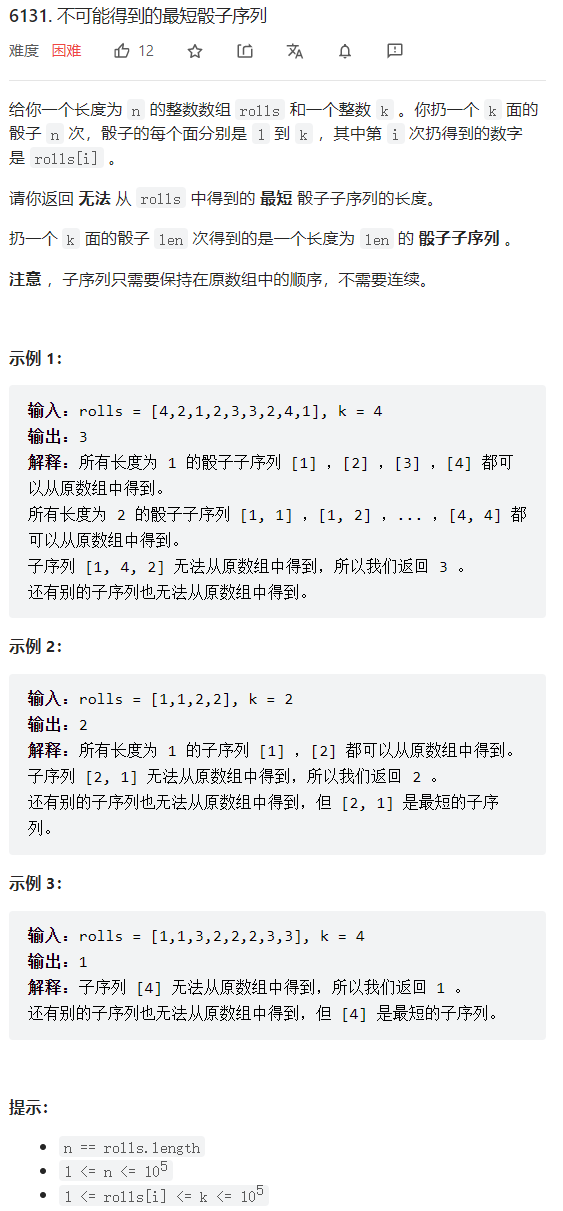 6131. 不可能得到的最短骰子序列
难度 困难 12
给你一个长度为 n 的整数数组 rolls 和一个整数 k 。你扔一个 k 面的
骰子 n 次，骰子的每个面分别是 1 到 k ，其中第 i 次扔得到的数字
是 rolls[i] 。
请你返回 无法 从 rolls 中得到的 最短 骰子子序列的长度。
扔一个 k 面的骰子 len 次得到的是一个长度为 len 的 骰子子序列 。
注意 ，子序列只需要保持在原数组中的顺序，不需要连续。
示例 1：
输入：rolls = [4,2,1,2,3,3,2,4,1], k = 4
输出：3
解释：所有长度为 1 的骰子子序列 [1] ，[2] ，[3] ，[4] 都可
以从原数组中得到。
所有长度为 2 的骰子子序列 [1, 1] ，[1, 2] ，... ，[4, 4] 都
可以从原数组中得到。
子序列 [1, 4, 2] 无法从原数组中得到，所以我们返回 3 。
还有别的子序列也无法从原数组中得到。
示例 2：
输入：rolls = [1,1,2,2], k = 2
输出：2
解释：所有长度为 1 的子序列 [1] ，[2] 都可以从原数组中得到。
子序列 [2, 1] 无法从原数组中得到，所以我们返回 2 。
还有别的子序列也无法从原数组中得到，但 [2, 1] 是最短的子序
列。
示例 3：
输入：rolls = [1,1,3,2,2,2,3,3], k = 4
输出：1
解释：子序列 [4] 无法从原数组中得到，所以我们返回 1 。
还有别的子序列也无法从原数组中得到，但 [4] 是最短的子序列。
提示：
n == rolls.length
1 <= n <= 10⁵
1 <= rolls[i] <= k <= 10⁵